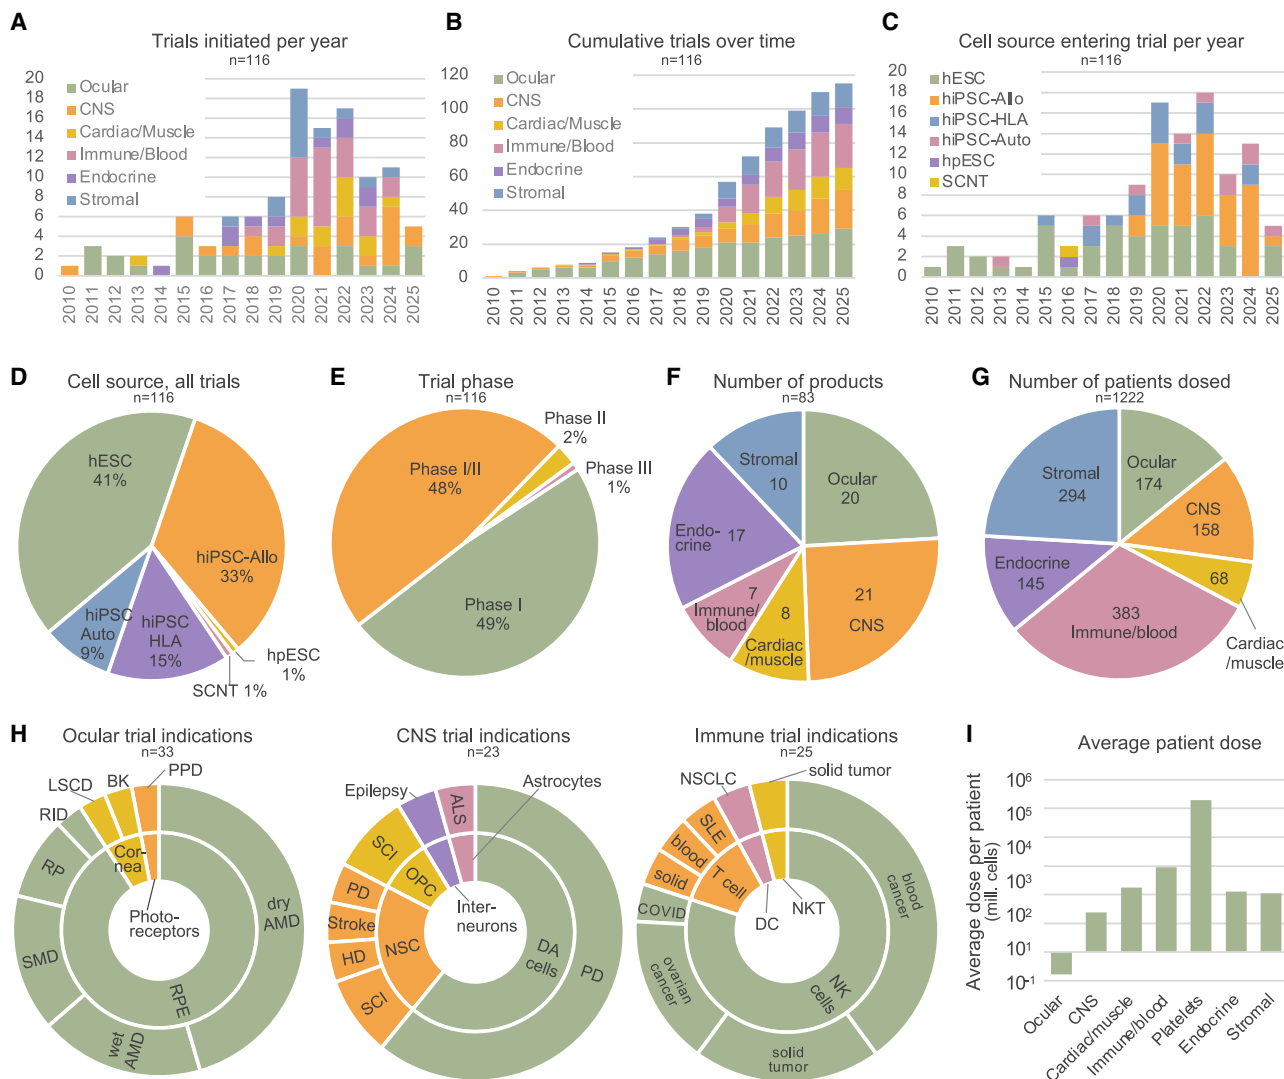 A
Trials initiated per year
n=116
20
18
16
14
12
10
8
6
4
2
0
Ocular
CNS
Cardiac/Muscle
Immune/Blood
Endocrine
Stromal
2010
2011
2012
2013
2014
2015
2016
2017
2018
2019
2020
2021
2022
2023
2024
2025
B
Cumulative trials over time
n=116
120
100
80
60
40
20
0
Ocular
CNS
Cardiac/Muscle
Immune/Blood
Endocrine
Stromal
2010
2011
2012
2013
2014
2015
2016
2017
2018
2019
2020
2021
2022
2023
2024
2025
C
Cell source entering trial per year
n=116
20
18
16
14
12
10
8
6
4
2
0
hESC
hiPSC-Allo
hiPSC-HLA
hiPSC-Auto
hpESC
SCNT
2010
2011
2012
2013
2014
2015
2016
2017
2018
2019
2020
2021
2022
2023
2024
2025
D
Cell source, all trials
n=116
hESC
41%
hiPSC-Allo
33%
hiPSC
Auto
9%
hiPSC
HLA
15%
hpESC
1%
SCNT 1%
E
Trial phase
n=116
Phase II
2%
Phase III
1%
Phase I/II
48%
Phase I
49%
F
Number of products
n=83
Stromal
10
Ocular
20
Endo-
crine
17
7
Immune/
blood
8
Cardiac
/muscle
21
CNS
G
Number of patients dosed
n=1222
Stromal
294
Ocular
174
CNS
158
Endocrine
145
68
383
Immune/blood
Cardiac
/muscle
H
Ocular trial indications
n=33
LSCD
BK
PPD
RID
RP
SMD
wet
AMD
dry
AMD
Cor-
nea
Photo-
receptors
RPE
CNS trial indications
n=23
Epilepsy
ALS
Astrocytes
SCI
OPC
PD
Stroke
HD
SCI
NSC
Inter-
neurons
DA
cells
PD
Immune trial indications
n=25
NSCLC
solid tumor
SLE
blood
solid
T cell
COVID
DC
NKT
ovarian
cancer
NK
cells
solid
tumor
blood
cancer
I
Average patient dose
Average dose per patient
(mill. cells)
10⁶
10⁵
10⁴
10³
10²
10¹
10⁻¹
Ocular
CNS
Cardiac/muscle
Immune/blood
Platelets
Endocrine
Stromal